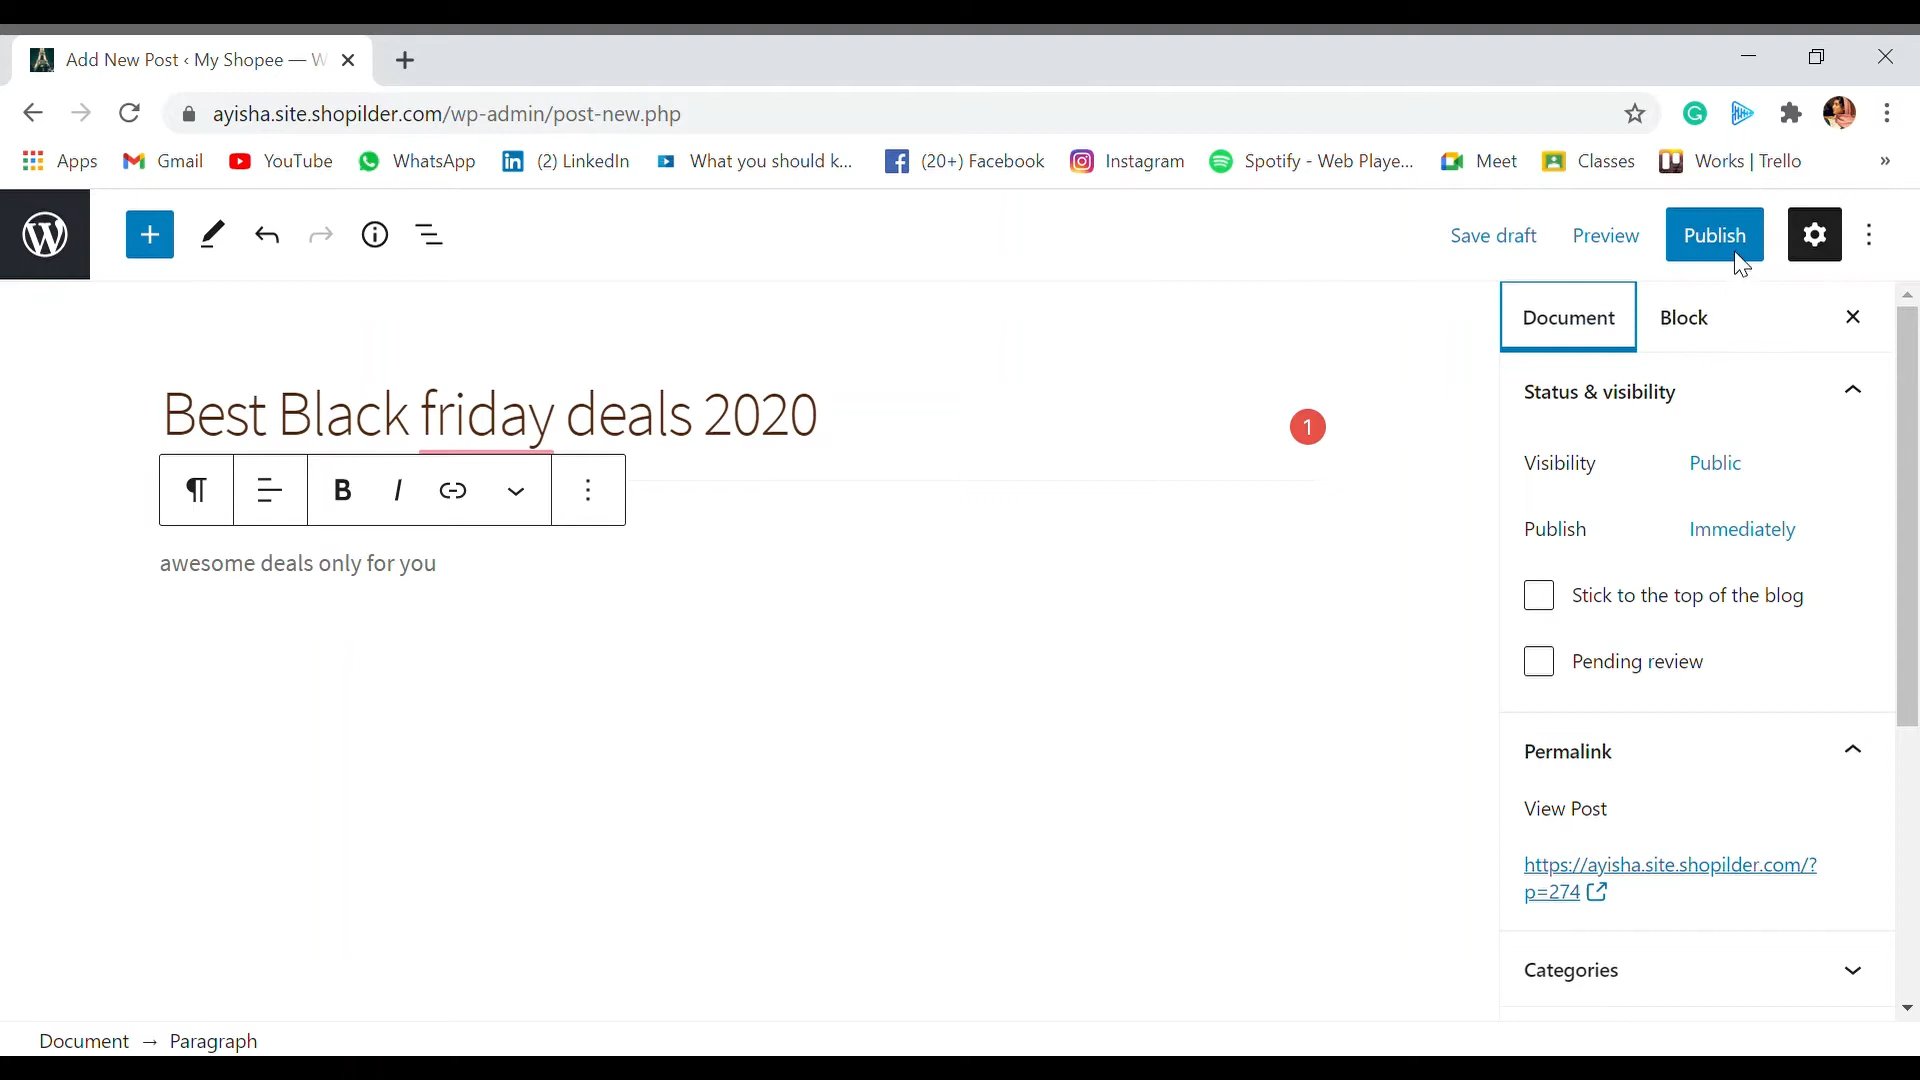 Add New Post ‹ My Shopee — W
ayisha.site.shopilder.com/wp-admin/post-new.php
Apps Gmail YouTube WhatsApp (2) LinkedIn What you should k... (20+) Facebook Instagram Spotify - Web Playe... Meet Classes Works | Trello »
Save draft Preview Publish
Document Block
Best Black friday deals 2020
1
B I
awesome deals only for you
Status & visibility
Visibility Public
Publish Immediately
Stick to the top of the blog
Pending review
Permalink
View Post
https://ayisha.site.shopilder.com/?
p=274
Categories
Document → Paragraph